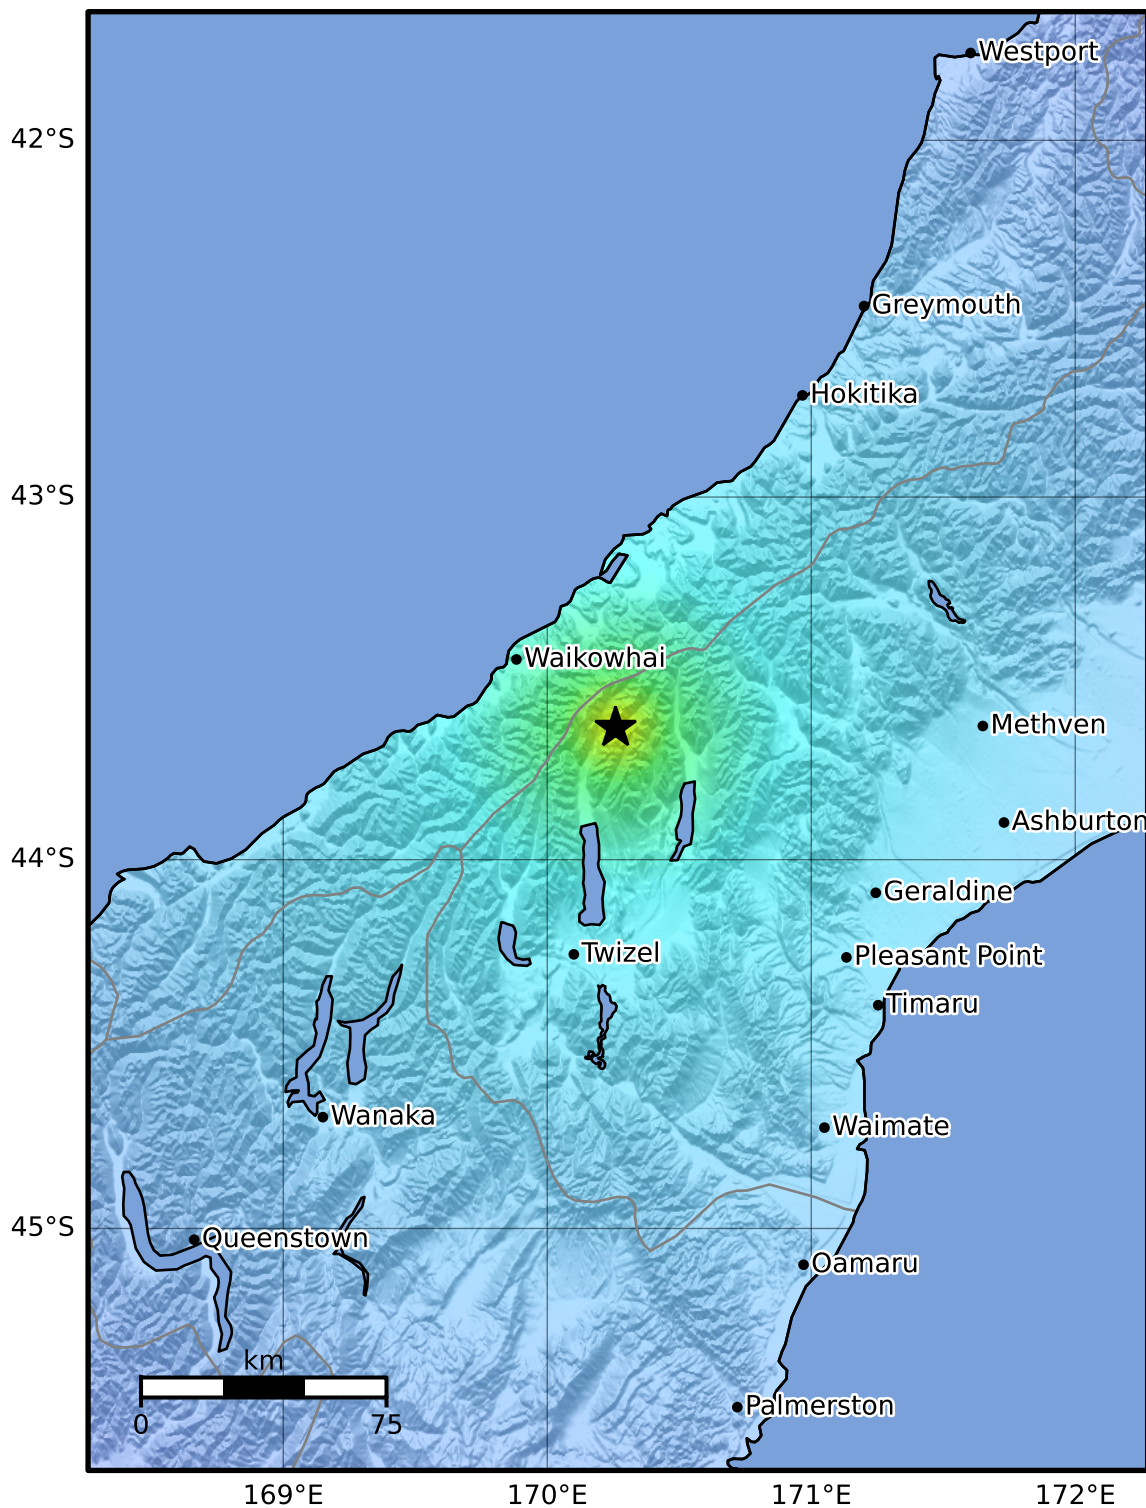 Westport
42°S
Greymouth
Hokitika
43°S
Waikowhai
Methven
Ashburton
44°S
Geraldine
Twizel
Pleasant Point
Timaru
Wanaka
Waimate
45°S
Queenstown
Oamaru
km
0
75
Palmerston
169°E
170°E
171°E
172°E